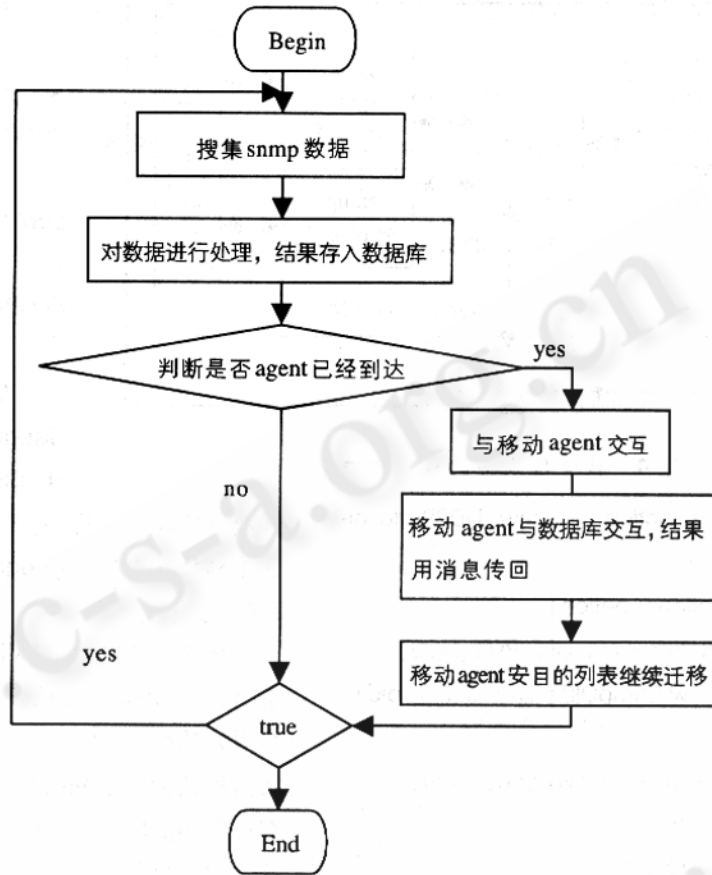 Begin
搜集snmp数据
对数据进行处理，结果存入数据库
判断是否agent已经到达
yes
与移动agent交互
no
移动agent与数据库交互，结果
用消息传回
yes
移动agent安目的列表继续迁移
true
End
.c-s-a.org.cn